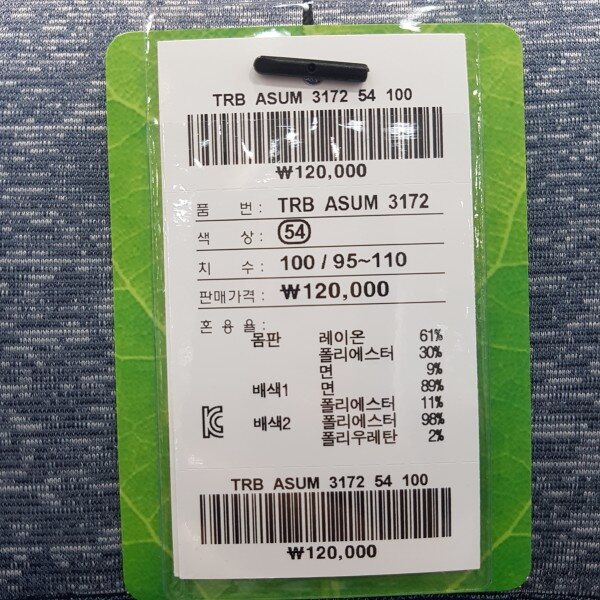 TRB ASUM 3172 54 100
₩120,000
품 번 : TRB ASUM 3172
색 상 : 54
치 수 : 100 / 95~110
판매가격 : ₩120,000
혼 용 율 :
몸판 레이온 61%
폴리에스터 30%
면 9%
배색1 면 89%
폴리에스터 11%
배색2 폴리에스터 98%
폴리우레탄 2%
TRB ASUM 3172 54 100
₩120,000